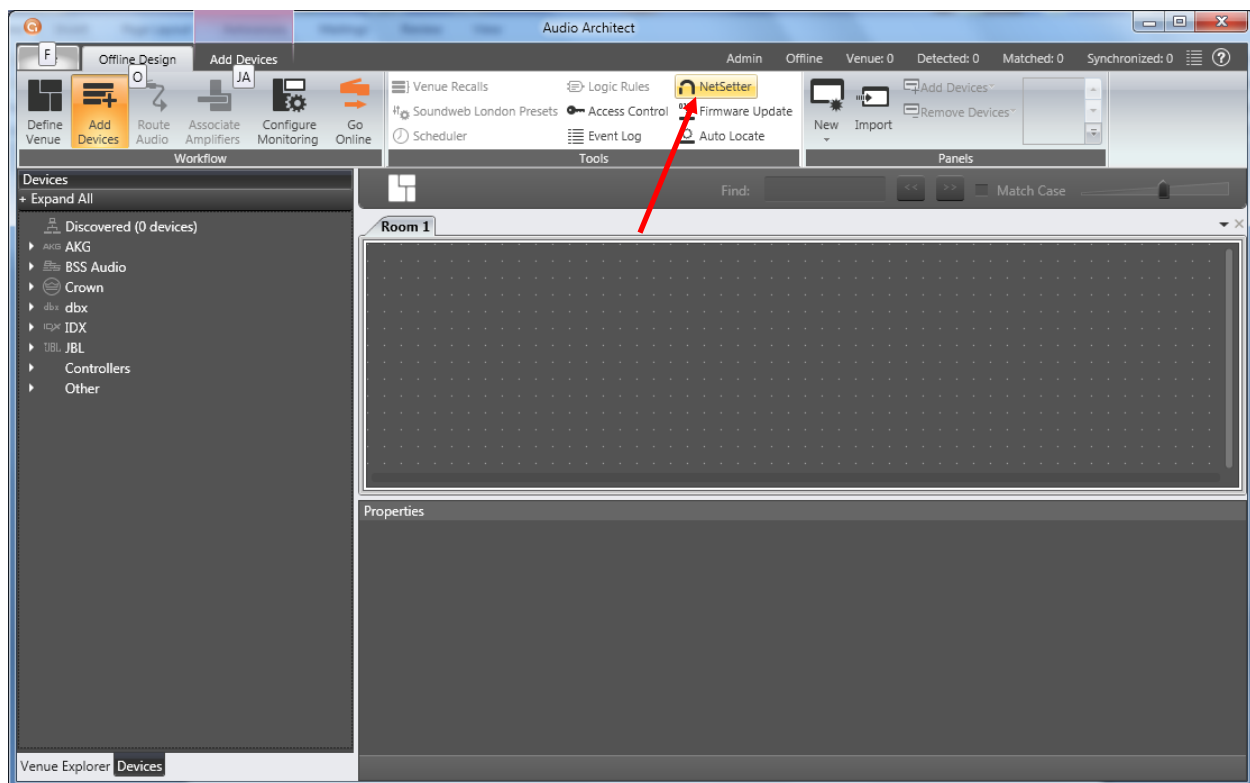 Audio Architect
F
Offline Design
Add Devices
O
JA
Admin Offline Venue: 0 Detected: 0 Matched: 0 Synchronized: 0
?
Define Venue
Add Devices
Route Audio
Associate Amplifiers
Configure Monitoring
Go Online
Workflow
Venue Recalls
Soundweb London Presets
Scheduler
Logic Rules
Access Control
Event Log
NetSetter
Firmware Update
Auto Locate
Tools
New
Import
Add Devices
Remove Devices
Panels
Devices
+ Expand All
Find:
<<
>>
Match Case
Room 1
Discovered (0 devices)
AKG AKG
BSS Audio
Crown
dbx dbx
IDX
JBL JBL
Controllers
Other
Properties
Venue Explorer Devices